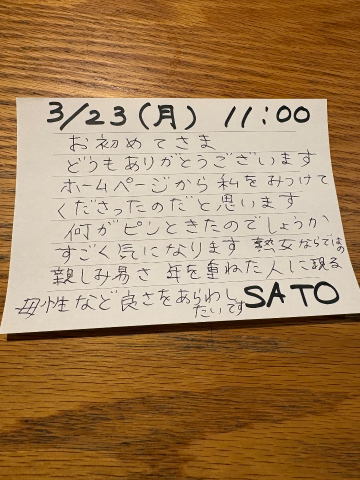 3/23(月) 11:00
お初めてさま
どうもありがとうございます
ホームページから私をみつけて
くださったのだと思います
何がピンときたのでしょうか
すごく気になります 熟女ならではの
親しみ易さ 年を重ねた人に現る
母性など良さをあらわし
たいです SATO